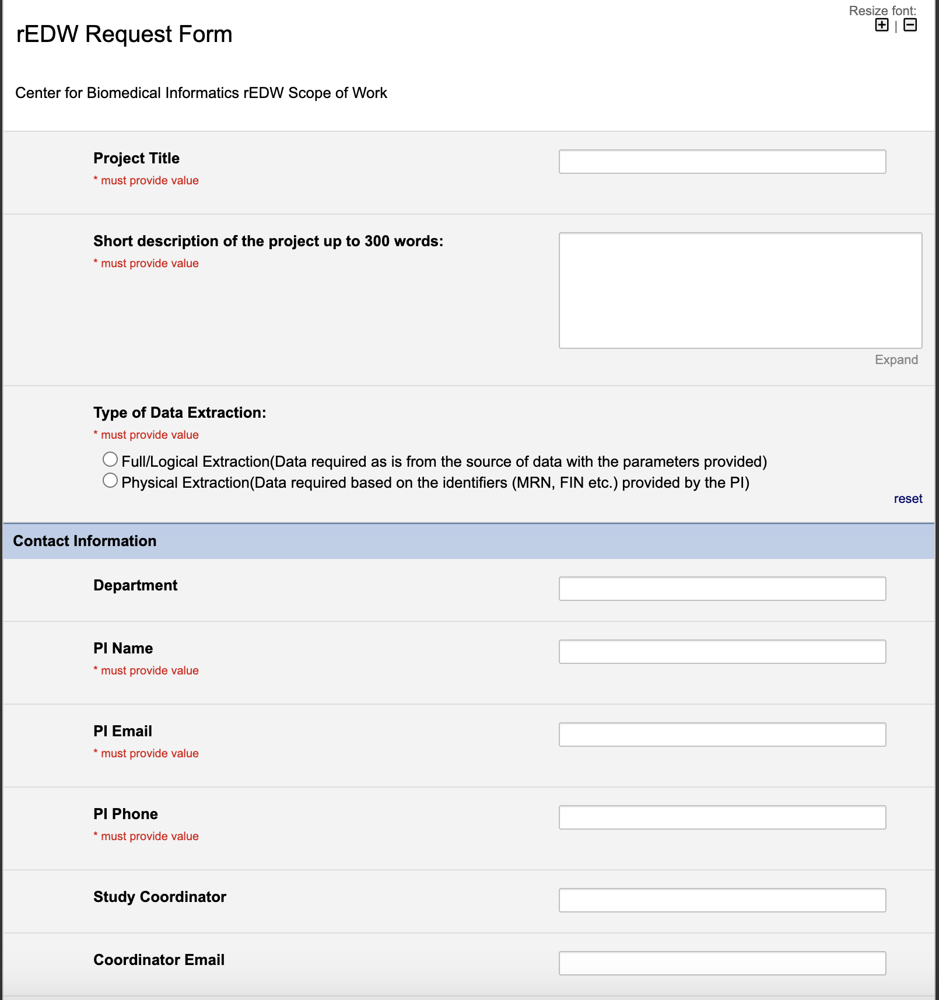 Resize font:
rEDW Request Form
Center for Biomedical Informatics rEDW Scope of Work
Project Title
* must provide value
Short description of the project up to 300 words:
* must provide value
Expand
Type of Data Extraction:
* must provide value
Full/Logical Extraction(Data required as is from the source of data with the parameters provided)
Physical Extraction(Data required based on the identifiers (MRN, FIN etc.) provided by the PI)
reset
Contact Information
Department
PI Name
* must provide value
PI Email
* must provide value
PI Phone
* must provide value
Study Coordinator
Coordinator Email